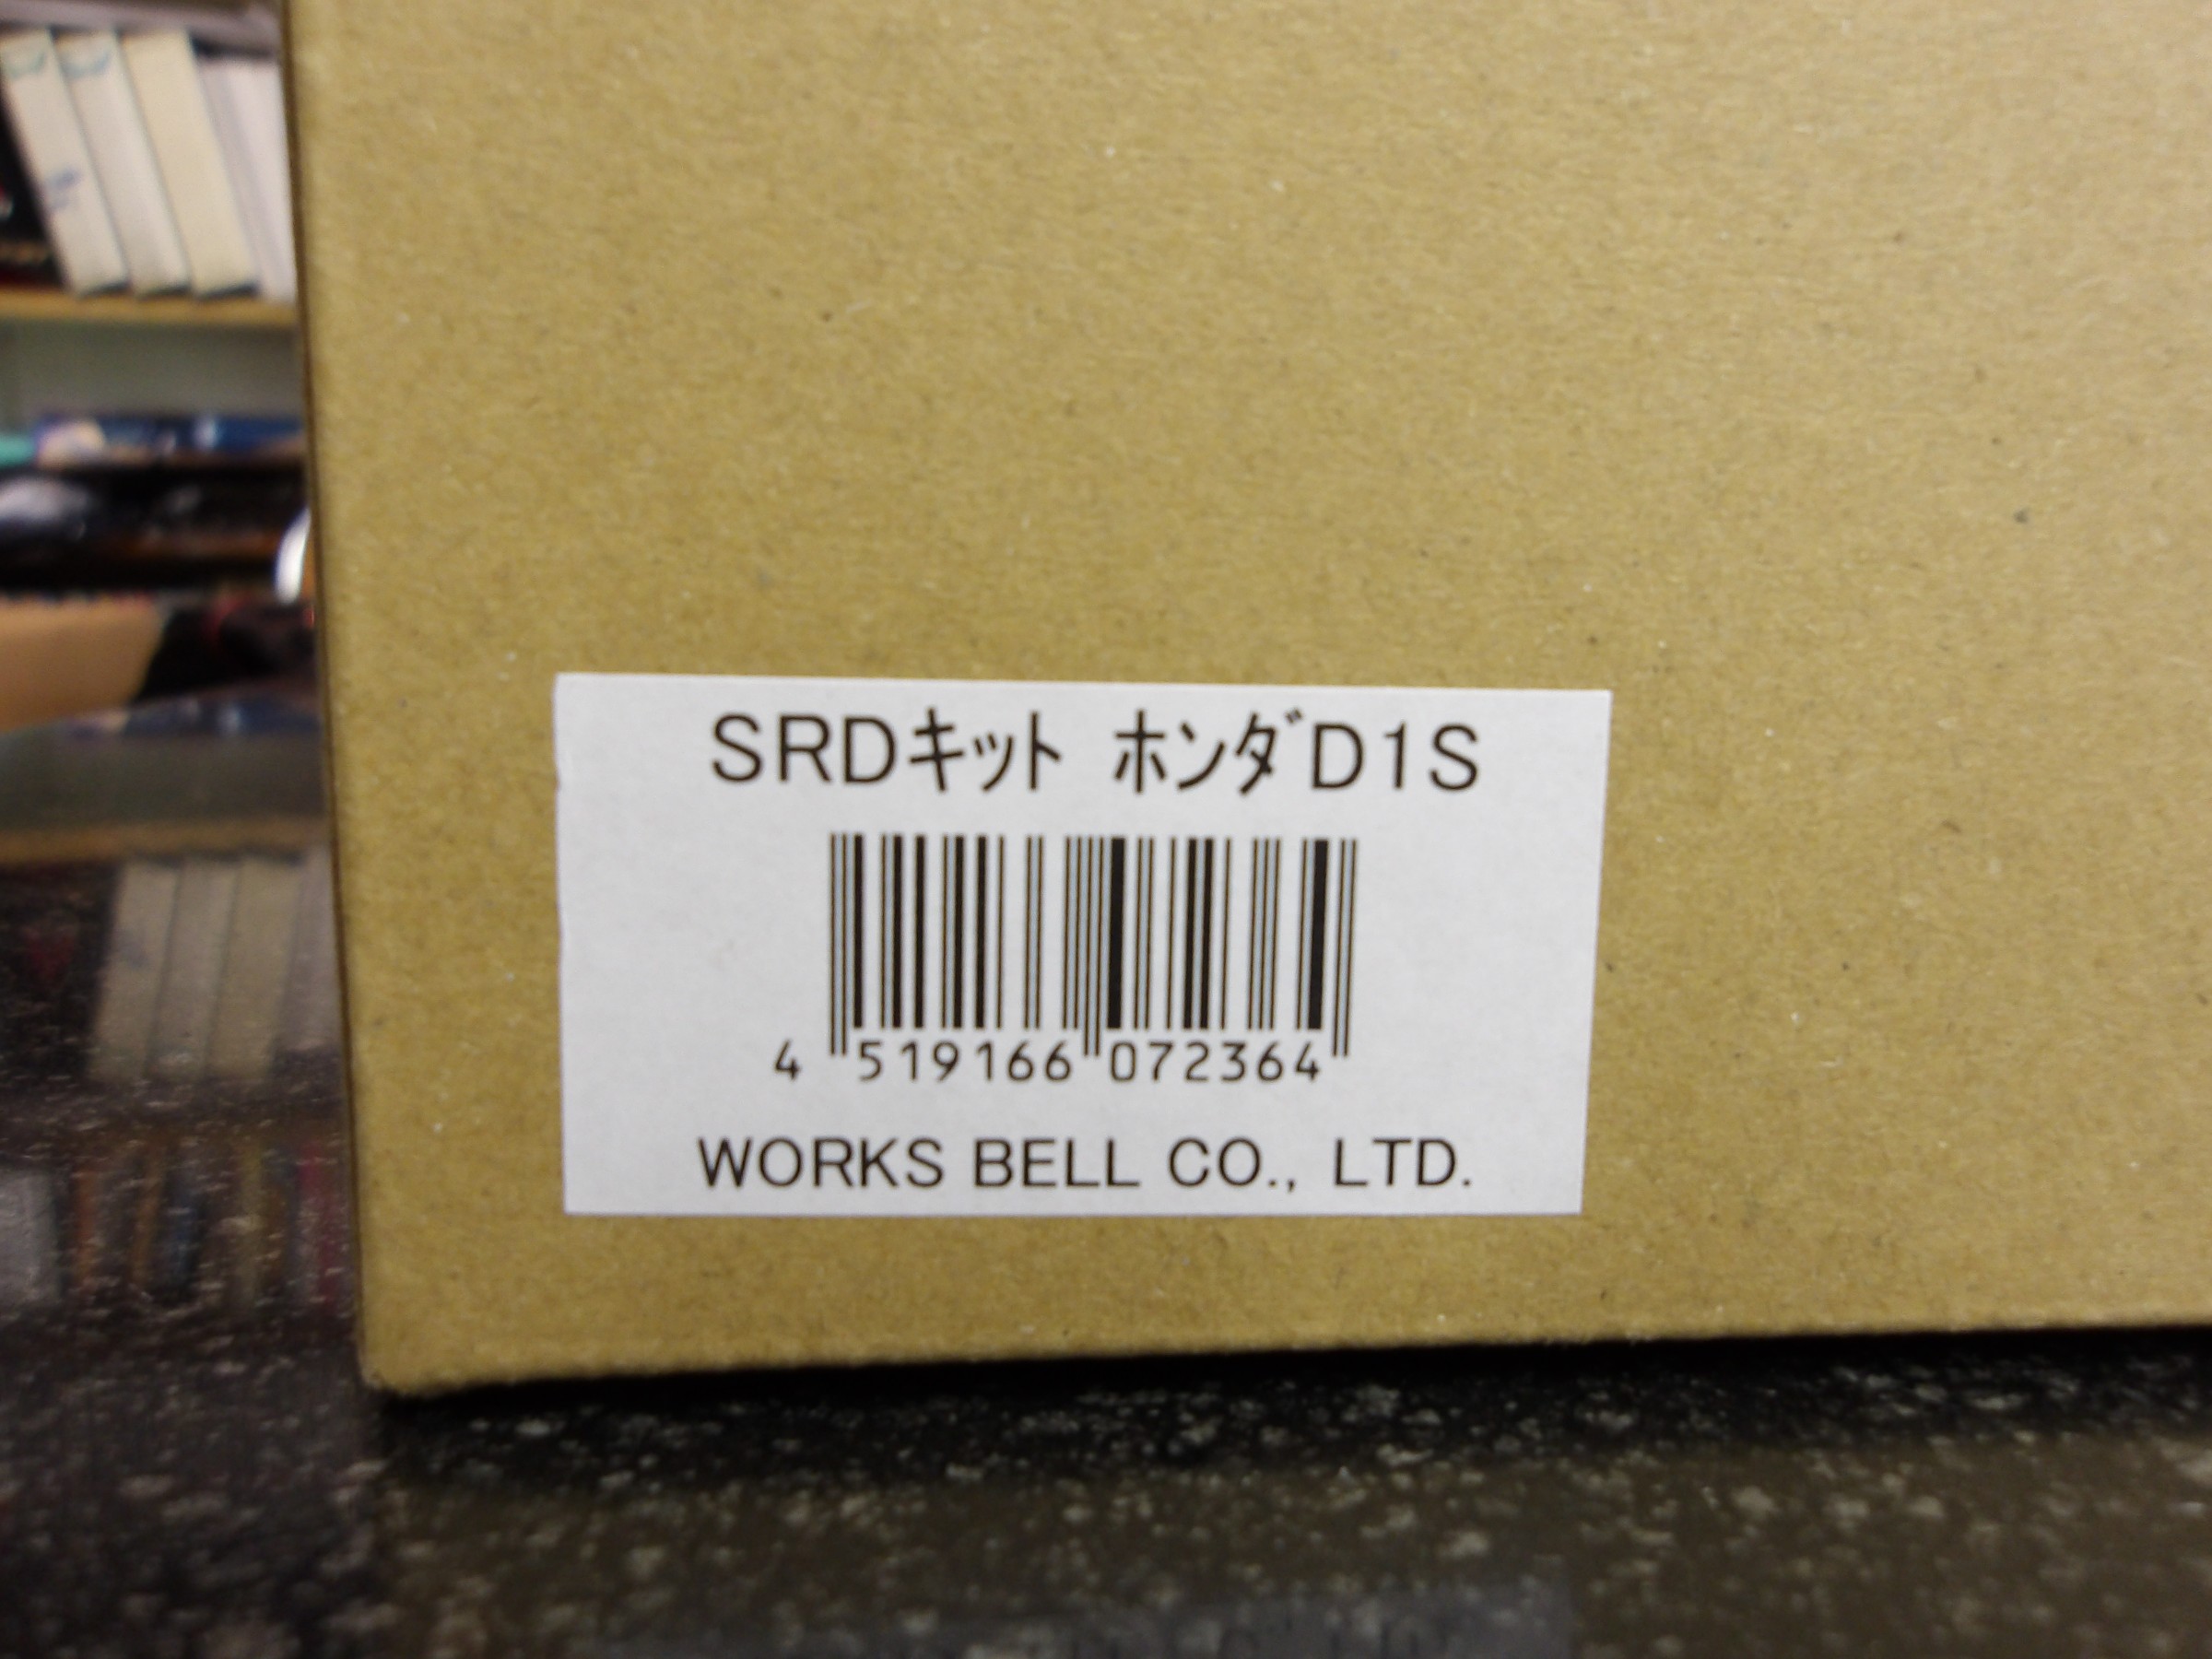 SRDｷｯﾄ ﾎﾝﾀﾞD1S
4 519166 072364
WORKS BELL CO., LTD.